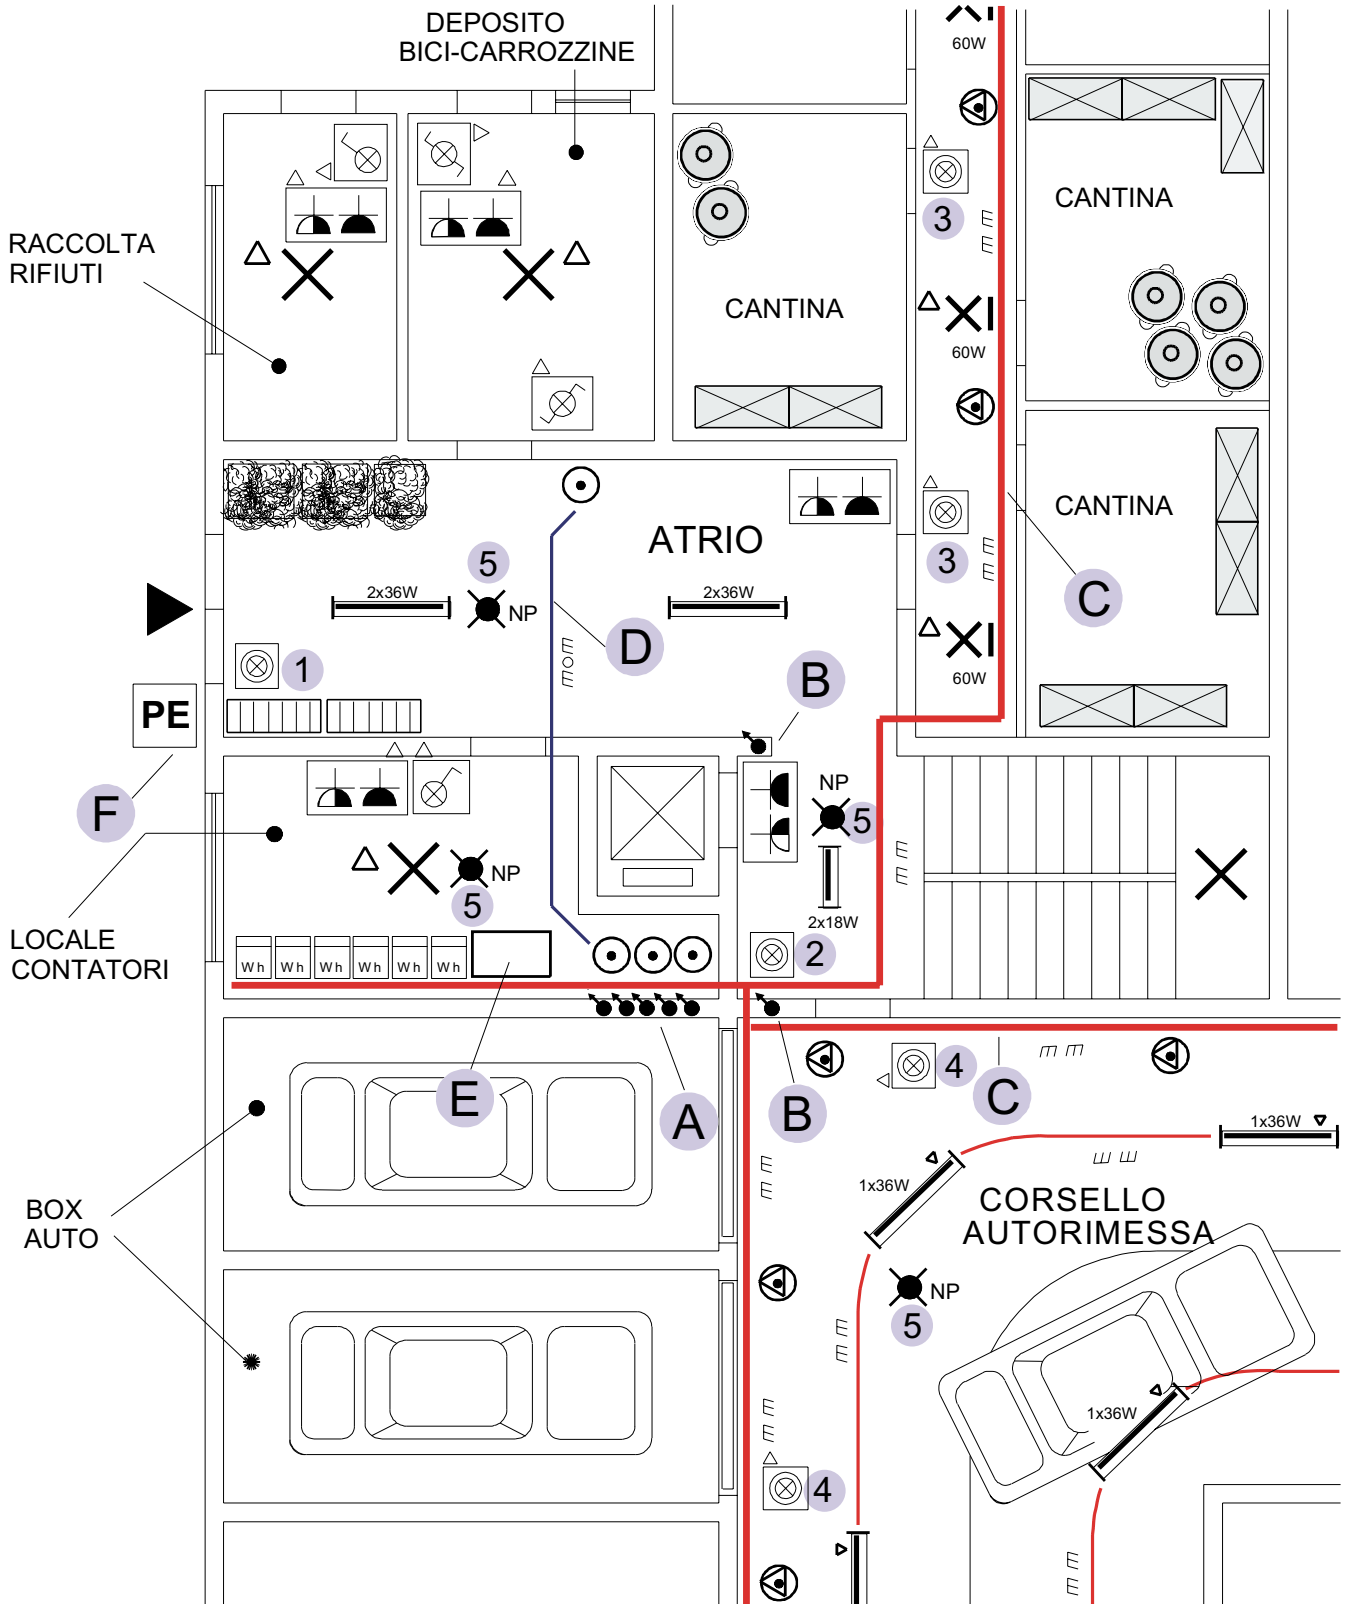 DEPOSITO
BICI-CARROZZINE
60W
3
CANTINA
RACCOLTA
RIFIUTI
CANTINA
60W
ATRIO
CANTINA
5
3
C
2x36W
2x36W
NP
D
1
B
60W
PE
F
NP
5
5
NP
2x18W
LOCALE
CONTATORI
Wh
Wh
Wh
Wh
Wh
Wh
2
E
A
B
4
C
1x36W
1x36W
CORSELLO
AUTORIMESSA
BOX
AUTO
NP
5
1x36W
4